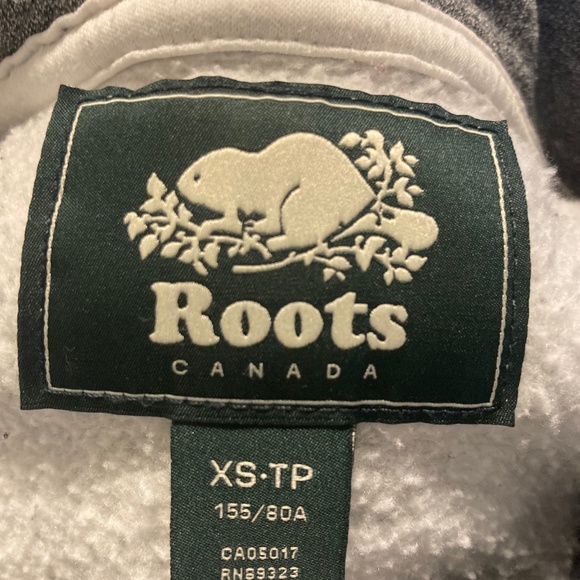 Roots
CANADA
XS·TP
155/80A
CA05017
RN89323